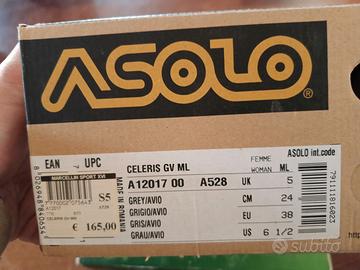 ASOLO®
EAN UPC
MARCELLIN SPORT XVI
S5
€ 165,00
CELERIS GV ML
A12017 00 A528
MADE IN ROMANIA
GREY/AVIO
GRIGIO/AVIO
GRIS/AVIO
GRAU/AVIO
FEMME
WOMAN ML
UK 5
CM 24
EU 38
US 6 1/2
ASOLO int.code
7911118116023
subito